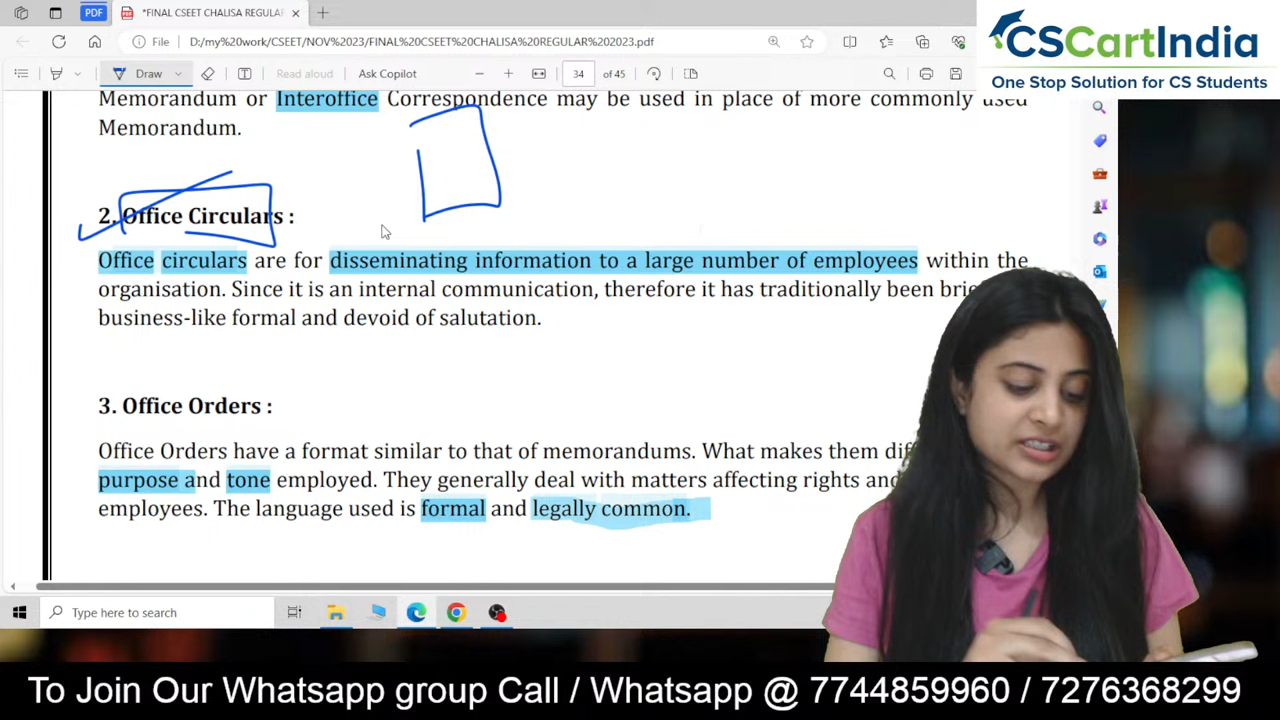 PDF
*FINAL CSEET CHALISA REGULAR
File D:/my%20work/CSEET/NOV%2023/FINAL%20CSEET%20CHALISA%20REGULAR%202023.pdf
Draw Read aloud Ask Copilot 34 of 45
CSCartIndia
One Stop Solution for CS Students
Memorandum or Interoffice Correspondence may be used in place of more commonly used
Memorandum.
2. Office Circulars :
Office circulars are for disseminating information to a large number of employees within the
organisation. Since it is an internal communication, therefore it has traditionally been
business-like formal and devoid of salutation.
3. Office Orders :
Office Orders have a format similar to that of memorandums. What makes them
purpose and tone employed. They generally deal with matters affecting rights
employees. The language used is formal and legally common.
Type here to search
To Join Our Whatsapp group Call / Whatsapp @ 7744859960 / 7276368299